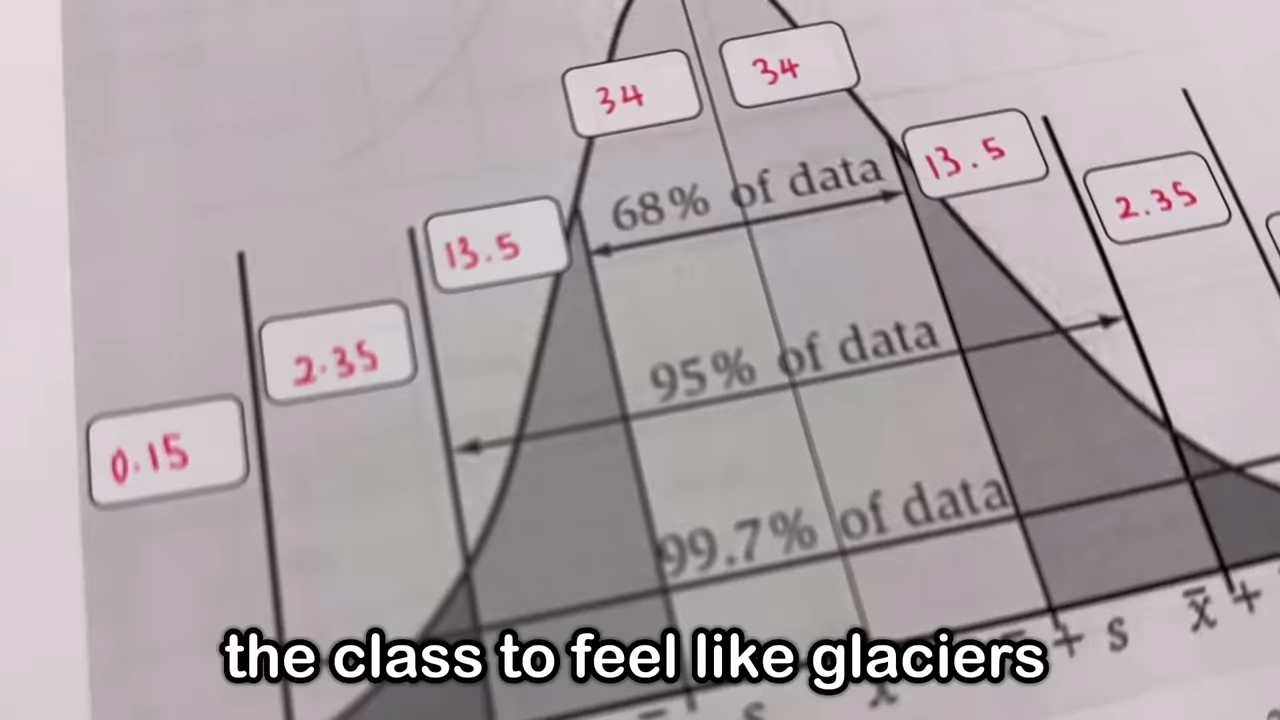 34
34
68% of data
13.5
13.5
2.35
95% of data
2.35
0.15
99.7% of data
+ s
x̄ +
s
the class to feel like glaciers